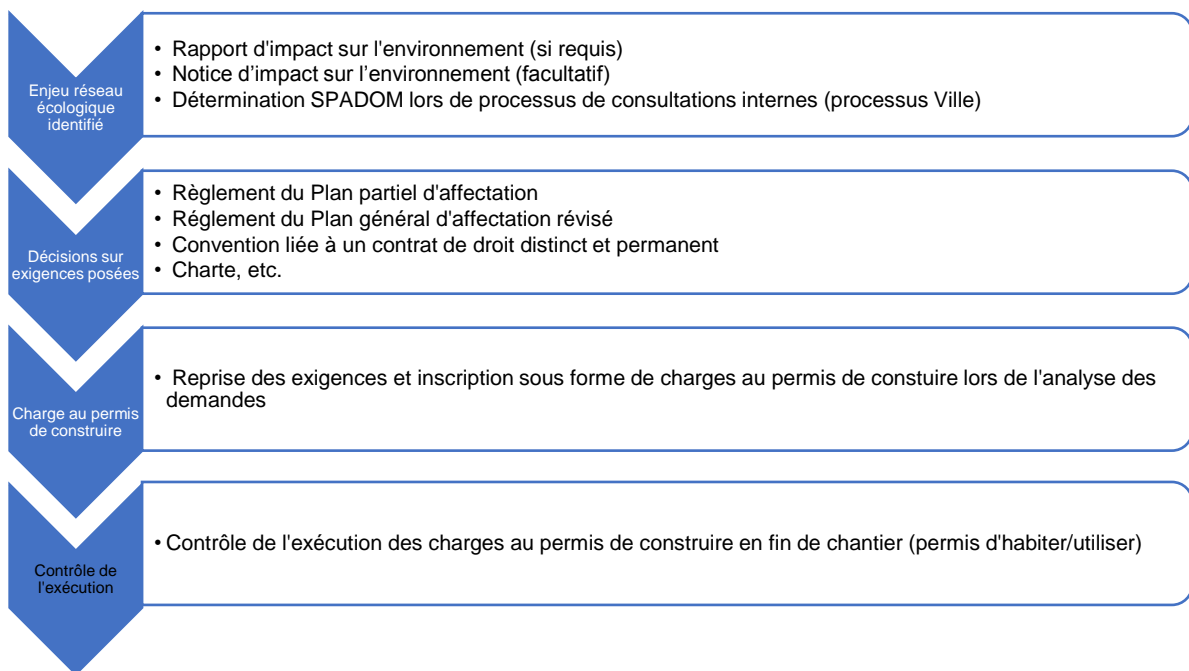 Enjeu réseau
écologique
identifié
• Rapport d'impact sur l'environnement (si requis)
• Notice d’impact sur l’environnement (facultatif)
• Détermination SPADOM lors de processus de consultations internes (processus Ville)
Décisions sur
exigences posées
• Règlement du Plan partiel d'affectation
• Réglement du Plan général d'affectation révisé
• Convention liée à un contrat de droit distinct et permanent
• Charte, etc.
Charge au permis
de construire
• Reprise des exigences et inscription sous forme de charges au permis de constuire lors de l'analyse des
demandes
Contrôle de
l'exécution
• Contrôle de l'exécution des charges au permis de construire en fin de chantier (permis d'habiter/utiliser)